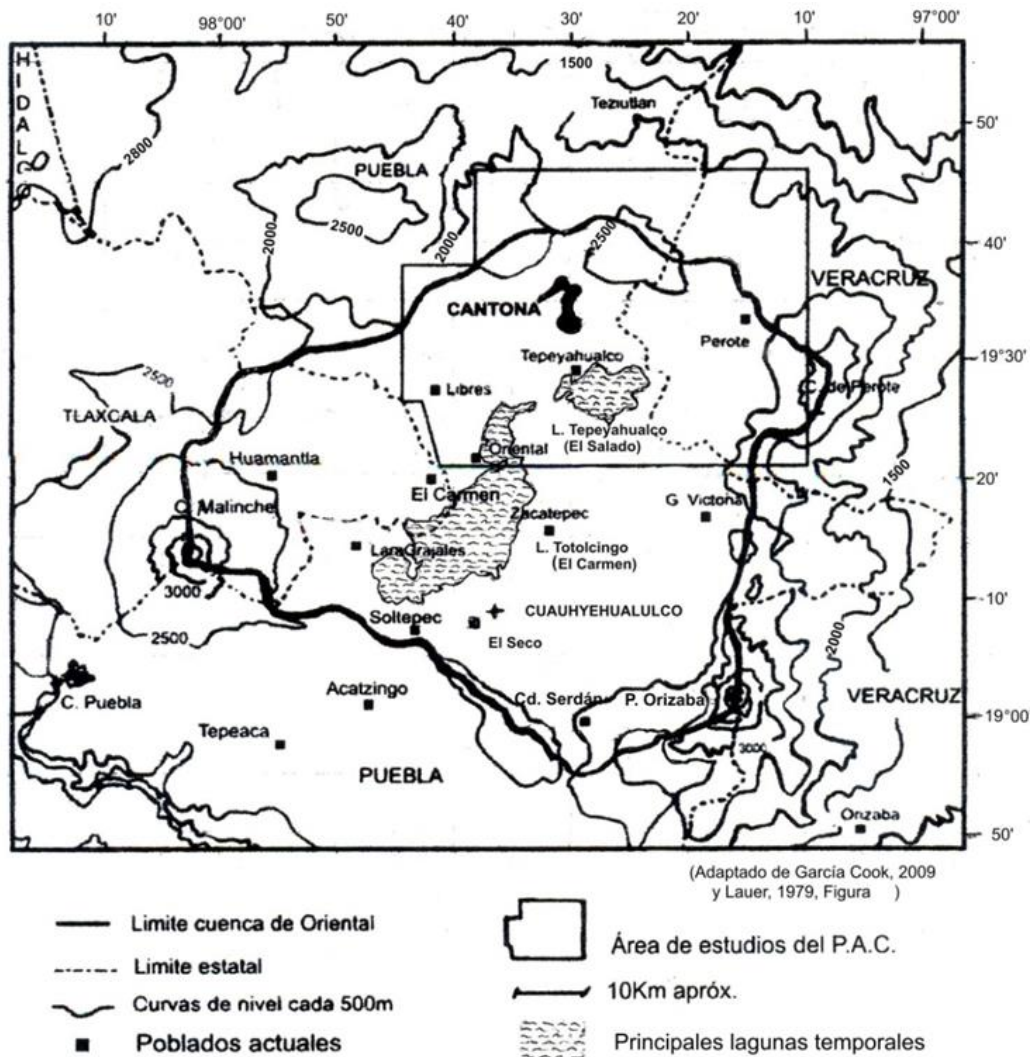 10' 98°00' 50' 40' 30' 20' 10' 97°00'
HIDALGO
1500
Teziutlan
50'
2800
PUEBLA
2500
2000
2000
2500
40'
VERACRUZ
CANTONA
Perote
Tepeyahualco
19°30'
2500
Libres
C. de Perote
TLAXCALA
L. Tepeyahualco
(El Salado)
Oriental
Huamantla
1500
20'
El Carmen
G. Victoria
C. Malinche
Zacatepec
Lara Grajales
L. Totolcingo
(El Carmen)
3000
10'
CUAUHYEHUALULCO
Soltepec
2500
El Seco
2000
C. Puebla
Acatzingo
Cd. Serdán
P. Orizaba
VERACRUZ
19°00'
Tepeaca
3000
PUEBLA
Orizaba
50'
(Adaptado de García Cook, 2009
y Lauer, 1979, Figura )
Limite cuenca de Oriental
Limite estatal
Curvas de nivel cada 500m
Poblados actuales
Área de estudios del P.A.C.
10Km apróx.
Principales lagunas temporales